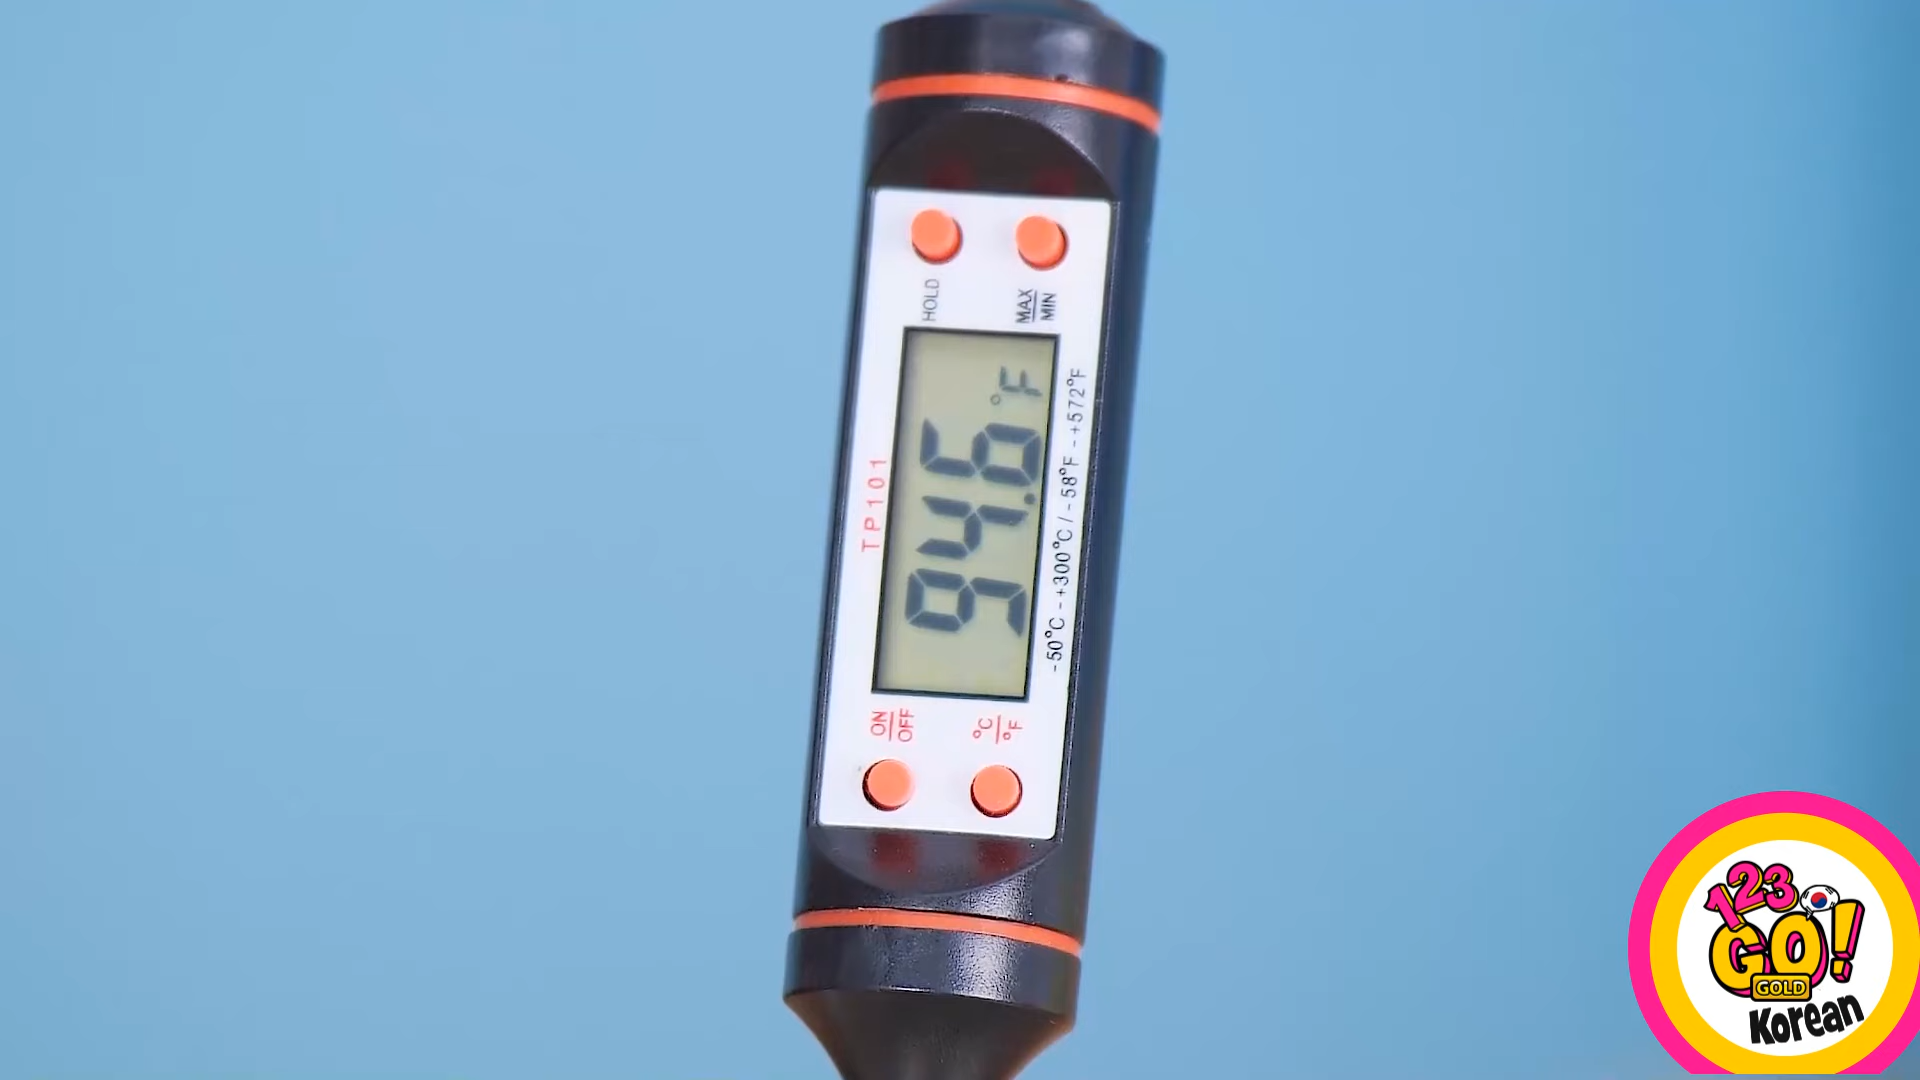 HOLD
MAX
MIN
94.6 °F
TP101
-50°C -+300°C/-58°F -+572°F
ON
OFF
°C
°F
123
GO!
GOLD
Korean